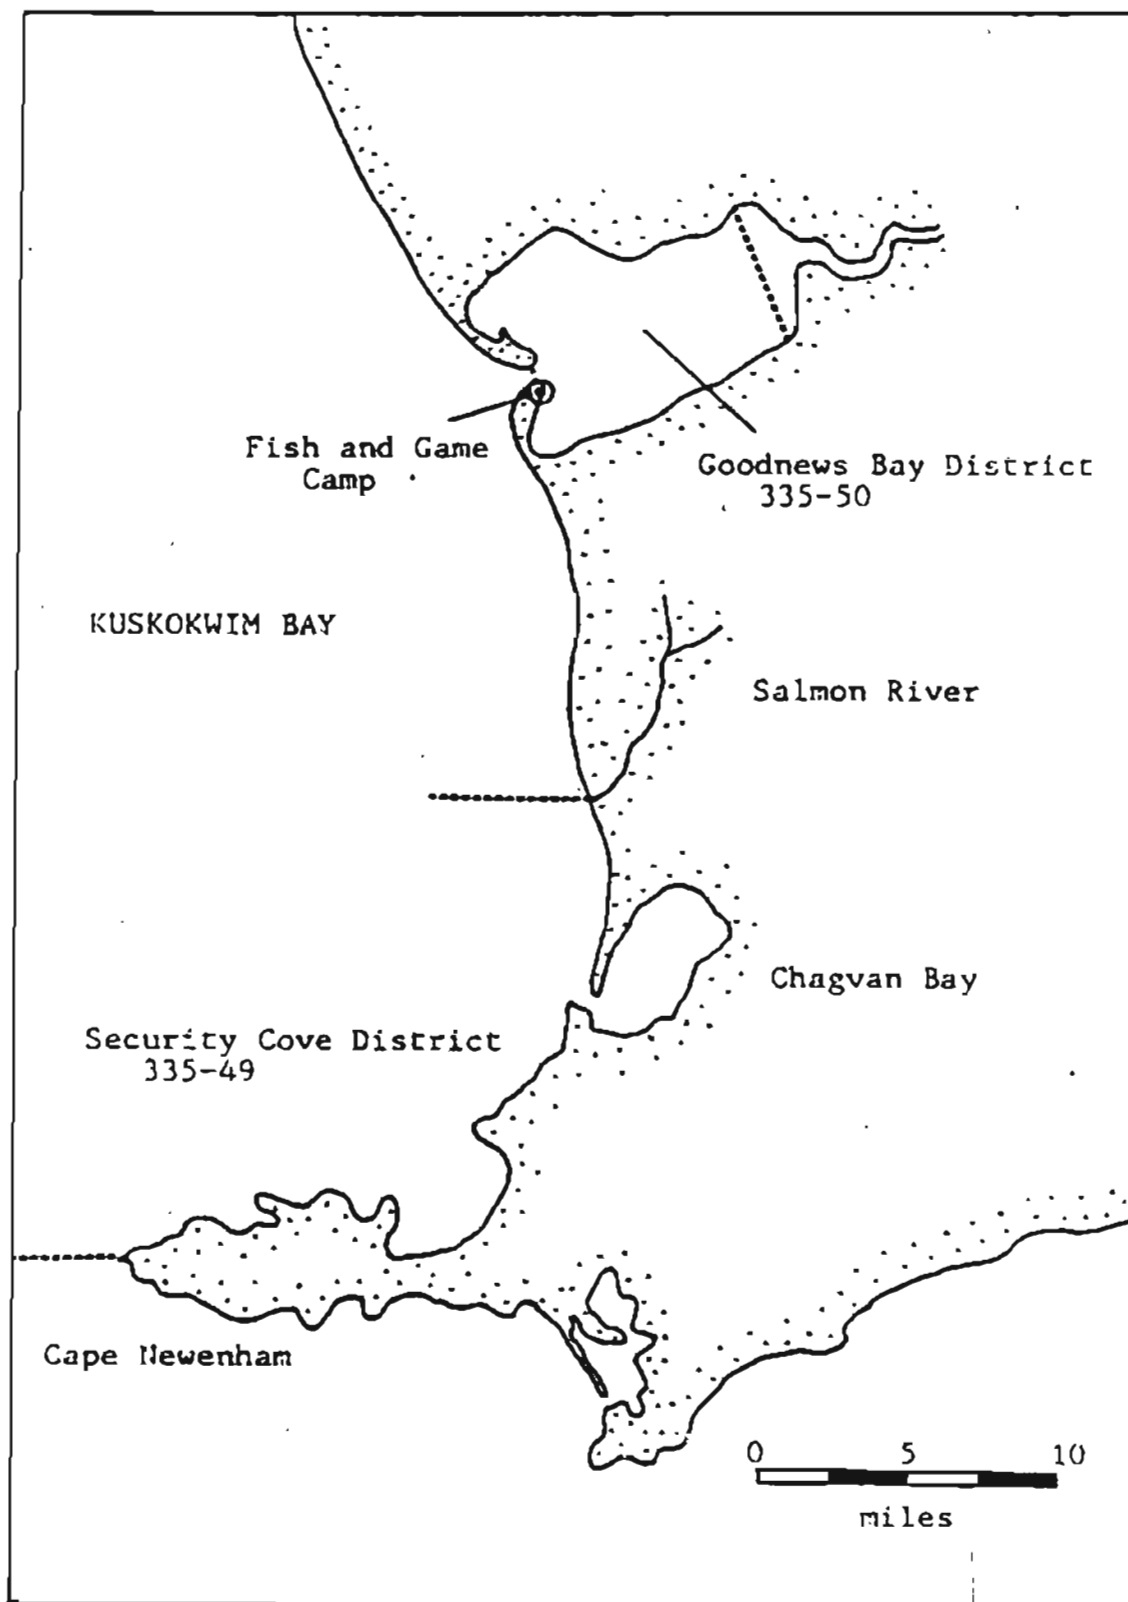 Fish and Game
Camp
Goodnews Bay District
335-50
KUSKOKWIM BAY
Salmon River
Chagvan Bay
Security Cove District
335-49
Cape Newenham
0 5 10
miles